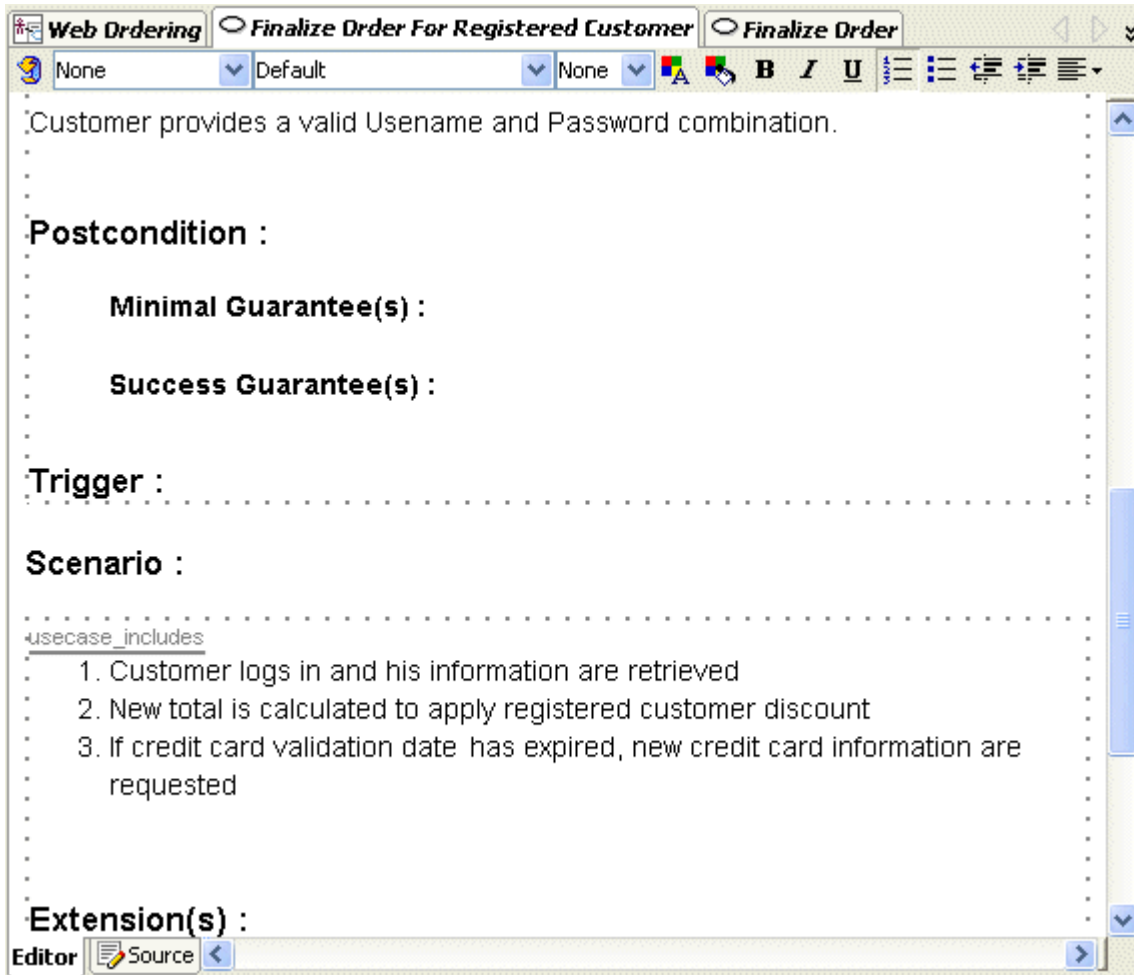 Web Ordering Finalize Order For Registered Customer Finalize Order
None Default None A B I U
Customer provides a valid Usename and Password combination.
Postcondition :
Minimal Guarantee(s) :
Success Guarantee(s) :
Trigger :
Scenario :
usecase_includes
1. Customer logs in and his information are retrieved
2. New total is calculated to apply registered customer discount
3. If credit card validation date has expired, new credit card information are
requested
Extension(s) :
Editor Source